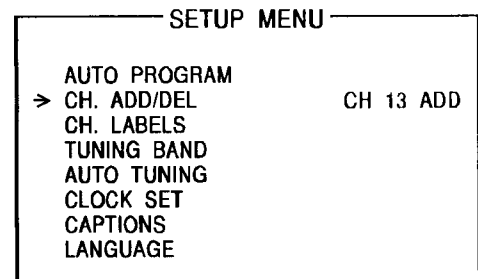 SETUP MENU
AUTO PROGRAM
→ CH. ADD/DEL CH 13 ADD
CH. LABELS
TUNING BAND
AUTO TUNING
CLOCK SET
CAPTIONS
LANGUAGE